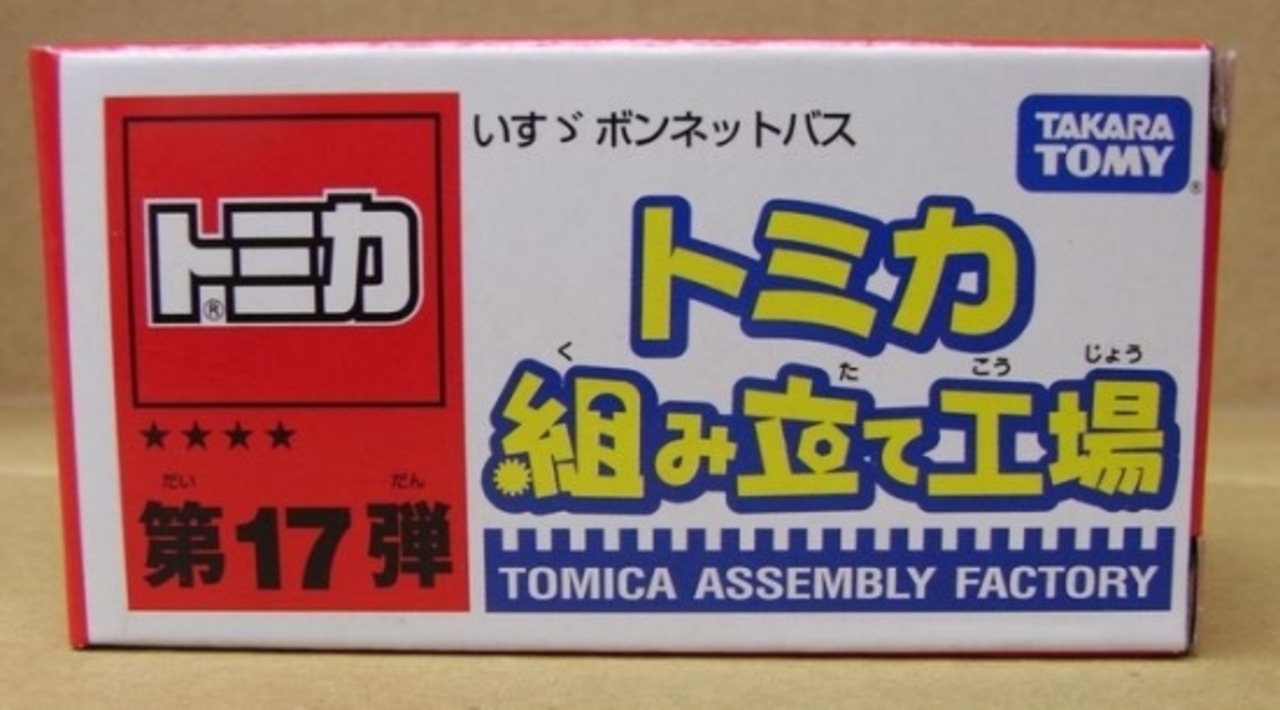 いすゞ ボンネットバス
TAKARA
TOMY®
トミカ®
★★★★
だい だん
第17弾
トミカ
く た こう じょう
組み立て工場
TOMICA ASSEMBLY FACTORY